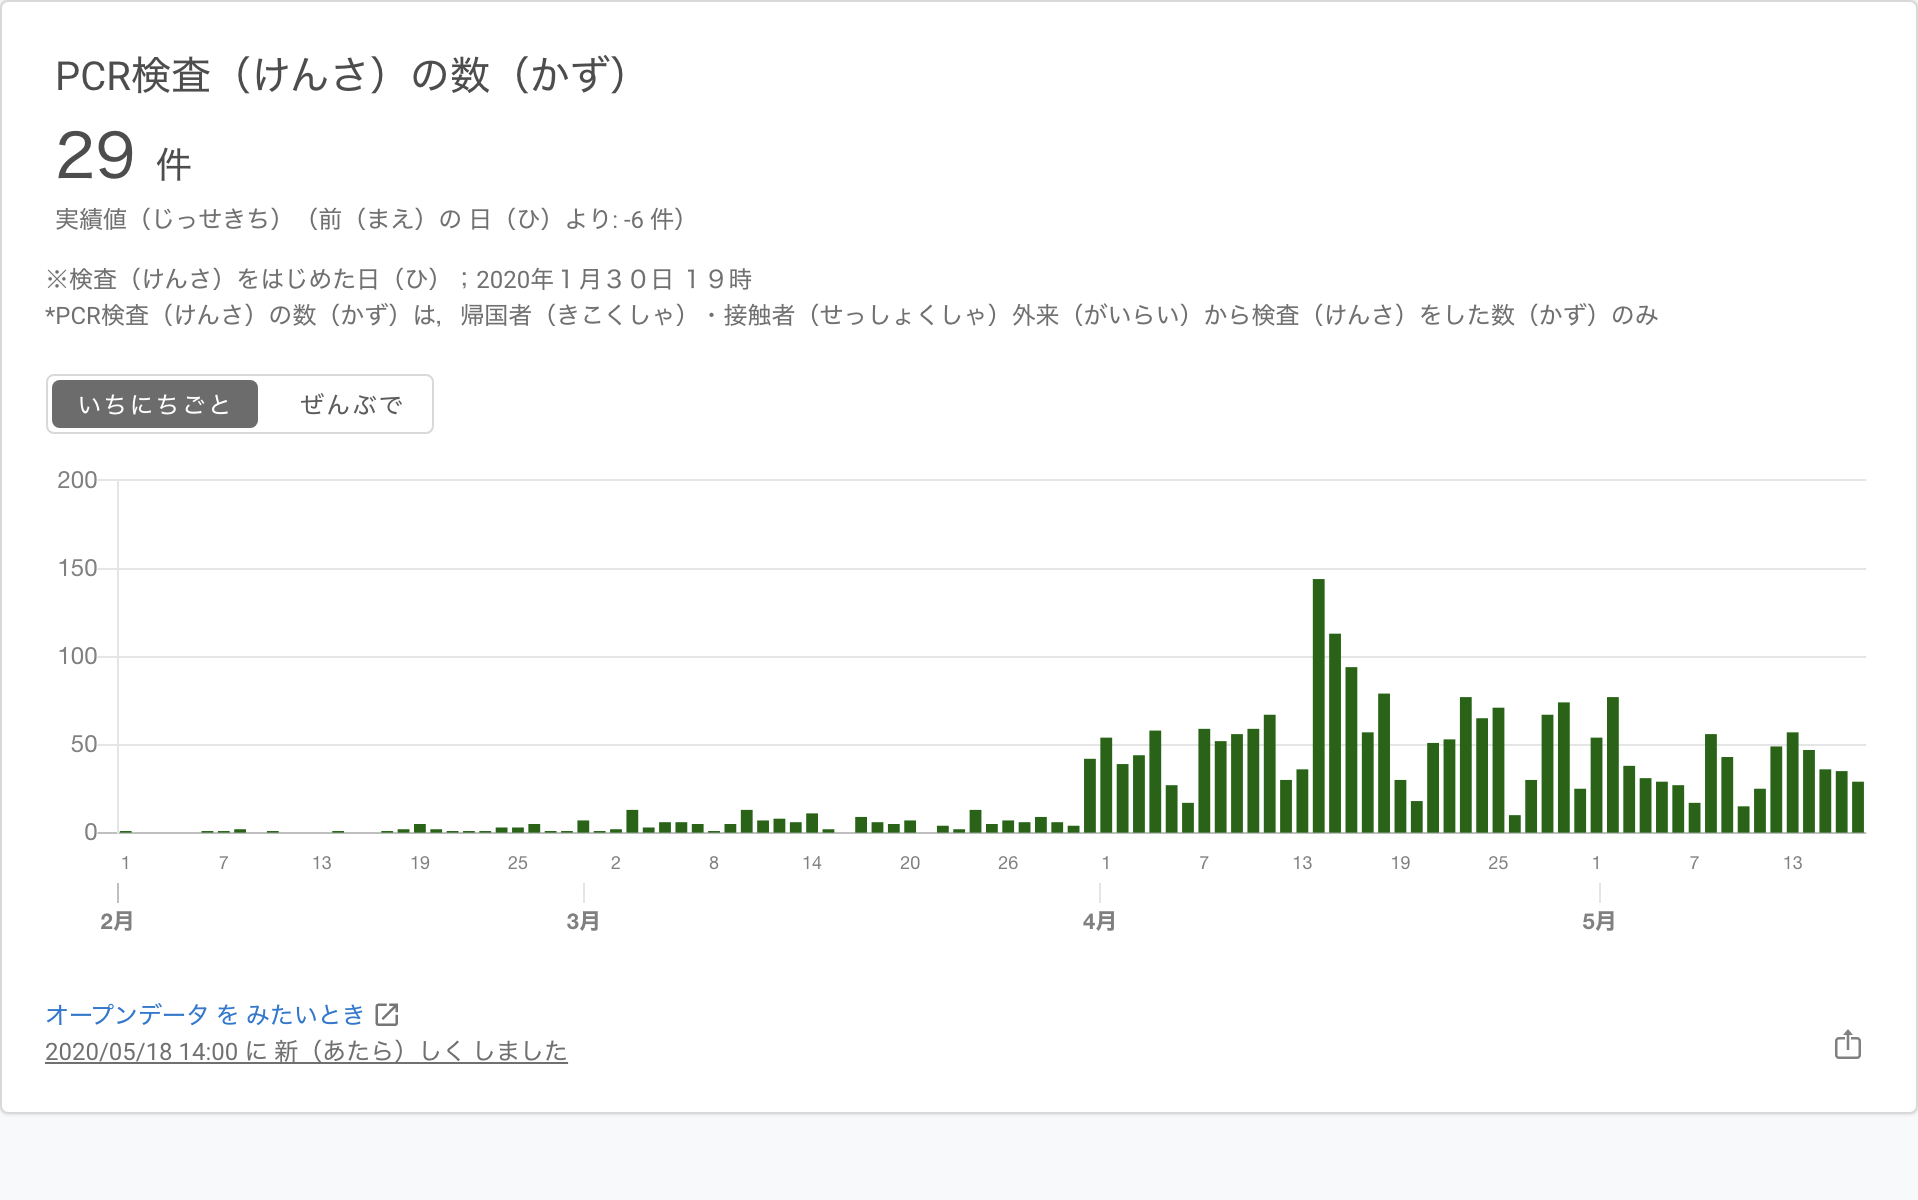 PCR検査（けんさ）の数（かず）
29 件
実績値（じっせきち）（前（まえ）の 日（ひ）より: -6 件）
※検査（けんさ）をはじめた日（ひ）；2020年１月３０日１９時
*PCR検査（けんさ）の数（かず）は，帰国者（きこくしゃ）・接触者（せっしょくしゃ）外来（がいらい）から検査（けんさ）をした数（かず）のみ
いちにちごと ぜんぶで
200
150
100
50
0
1 7 13 19 25 2 8 14 20 26 1 7 13 19 25 1 7 13
2月 3月 4月 5月
オープンデータ を みたいとき
2020/05/18 14:00 に 新（あたら）しく しました